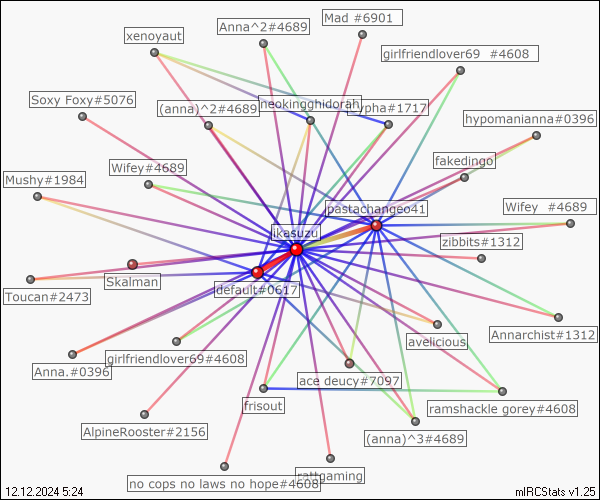 Mad #6901
Anna^2#4689
xenoyaut
girlfriendlover69 #4608
Soxy Foxy#5076
(anna)^2#4689
neokingghidorah
ypha#1717
hypomanianna#0396
fakedingo
Wifey#4689
Mushy#1984
pastachangeo41
Wifey #4689
ikasuzu
zibbits#1312
Skalman
default#0617
Toucan#2473
Annarchist#1312
avelicious
girlfriendlover69#4608
Anna.#0396
ace deucy#7097
frisout
ramshackle gorey#4608
AlpineRooster#2156
(anna)^3#4689
rattgaming
no cops no laws no hope#4608
12.12.2024 5:24
mIRCStats v1.25